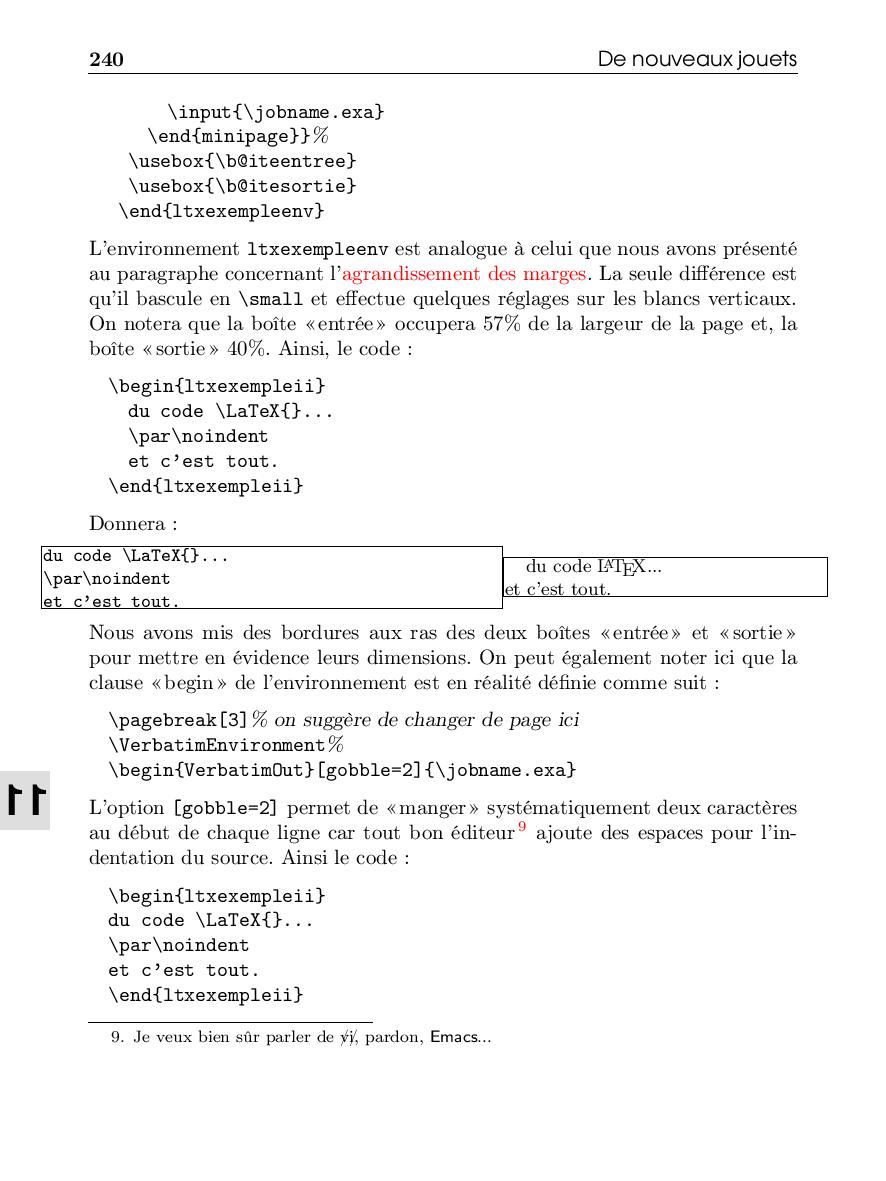 240 De nouveaux jouets
\input{\jobname.exa}
\end{minipage}}%
\usebox{\b@iteentree}
\usebox{\b@itesortie}
\end{ltxexempleenv}
L'environnement ltxexempleenv est analogue à celui que nous avons présenté
au paragraphe concernant l'agrandissement des marges. La seule différence est
qu'il bascule en \small et effectue quelques réglages sur les blancs verticaux.
On notera que la boîte « entrée » occupera 57% de la largeur de la page et, la
boîte « sortie » 40%. Ainsi, le code :
\begin{ltxexempleii}
du code \LaTeX{}...
\par\noindent
et c'est tout.
\end{ltxexempleii}
Donnera :
du code \LaTeX{}...
\par\noindent
et c'est tout.
du code LATEX...
et c'est tout.
Nous avons mis des bordures aux ras des deux boîtes « entrée » et « sortie »
pour mettre en évidence leurs dimensions. On peut également noter ici que la
clause « begin » de l'environnement est en réalité définie comme suit :
\pagebreak[3]% on suggère de changer de page ici
\VerbatimEnvironment%
\begin{VerbatimOut}[gobble=2]{\jobname.exa}
11
L'option [gobble=2] permet de « manger » systématiquement deux caractères
au début de chaque ligne car tout bon éditeur 9 ajoute des espaces pour l'in-
dentation du source. Ainsi le code :
\begin{ltxexempleii}
du code \LaTeX{}...
\par\noindent
et c'est tout.
\end{ltxexempleii}
9. Je veux bien sûr parler de vi, pardon, Emacs...